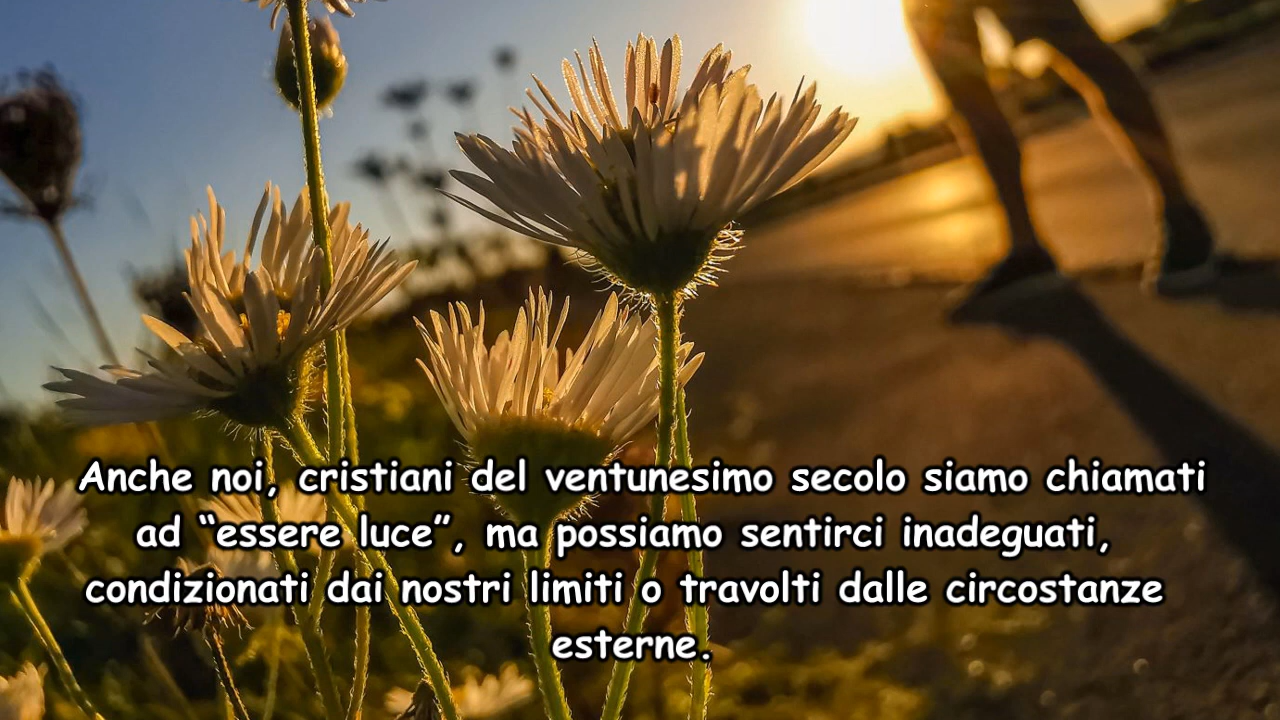 Anche noi, cristiani del ventunesimo secolo siamo chiamati
ad “essere luce”, ma possiamo sentirci inadeguati,
condizionati dai nostri limiti o travolti dalle circostanze
esterne.